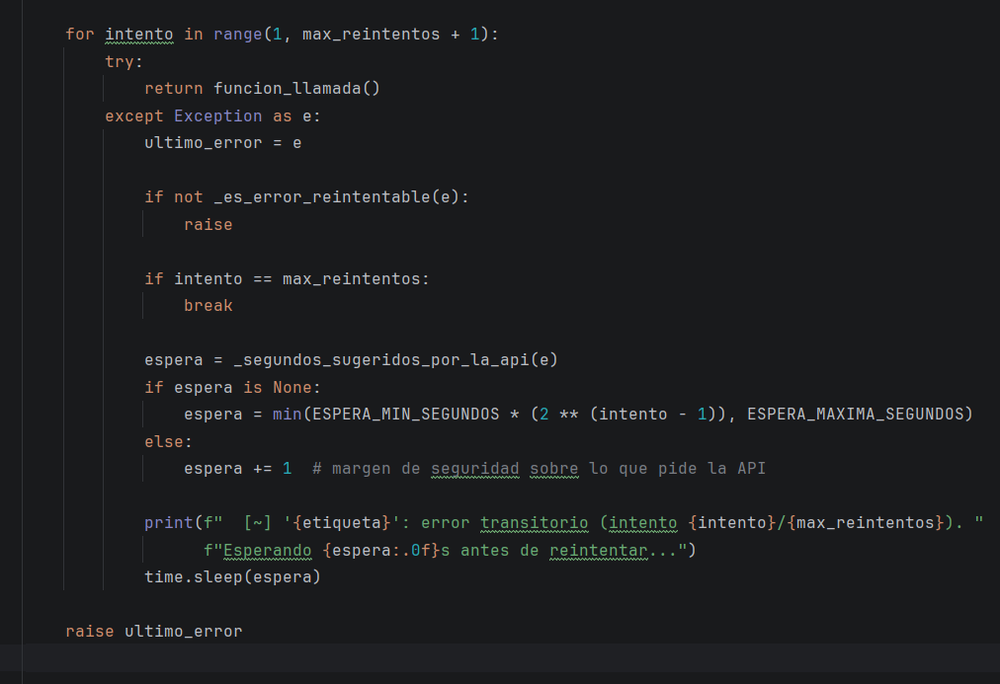 for intento in range(1, max_reintentos + 1):
try:
return funcion_llamada()
except Exception as e:
ultimo_error = e
if not _es_error_reintentable(e):
raise
if intento == max_reintentos:
break
espera = _segundos_sugeridos_por_la_api(e)
if espera is None:
espera = min(ESPERA_MIN_SEGUNDOS * (2 ** (intento - 1)), ESPERA_MAXIMA_SEGUNDOS)
else:
espera += 1  # margen de seguridad sobre lo que pide la API
print(f"  [~] '{etiqueta}': error transitorio (intento {intento}/{max_reintentos}). "
f"Esperando {espera:.0f}s antes de reintentar...")
time.sleep(espera)
raise ultimo_error